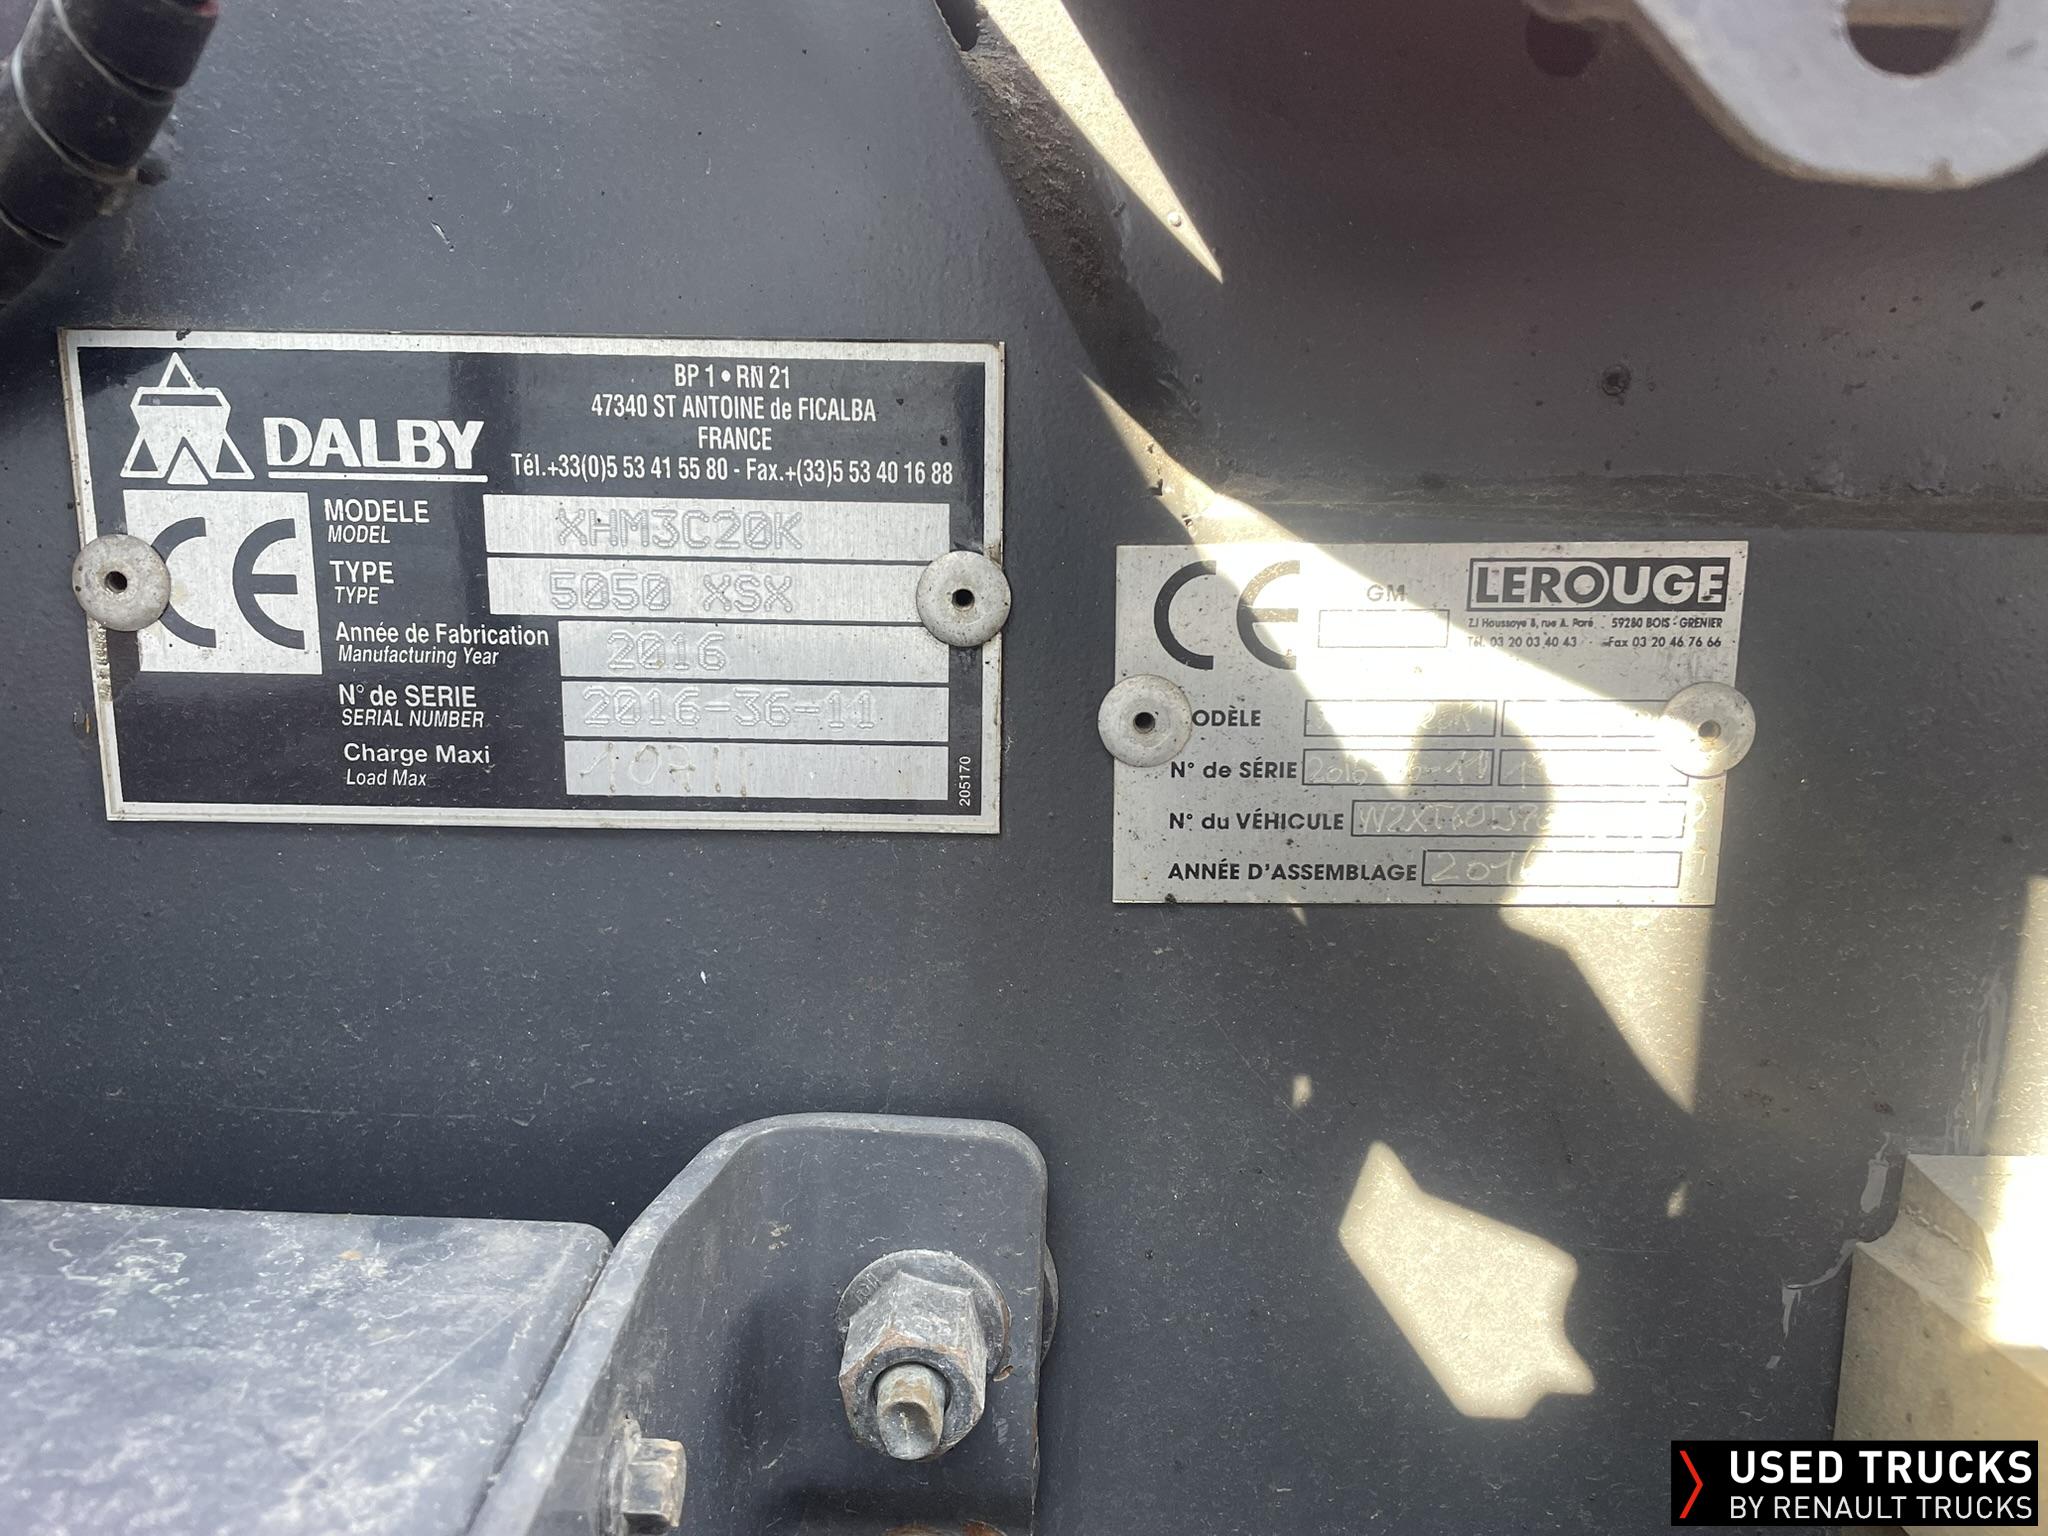 BP 1 • RN 21
47340 ST ANTOINE de FICALBA
FRANCE
Tél.+33(0)5 53 41 55 80 - Fax.+(33)5 53 40 16 88
DALBY
CE
MODELE XHM3C20K
MODEL
TYPE 5050 XSX
TYPE
Année de Fabrication 2016
Manufacturing Year
N° de SERIE 2016-36-11
SERIAL NUMBER
Charge Maxi
Load Max
205170
CE
GM
LEROUGE
Z.I Houssoye 8, rue A. Paré 59280 BOIS - GRENIER
Tél. 03 20 03 40 43 Fax 03 20 46 76 66
N° de SÉRIE
N° du VÉHICULE
ANNÉE D'ASSEMBLAGE
USED TRUCKS
BY RENAULT TRUCKS